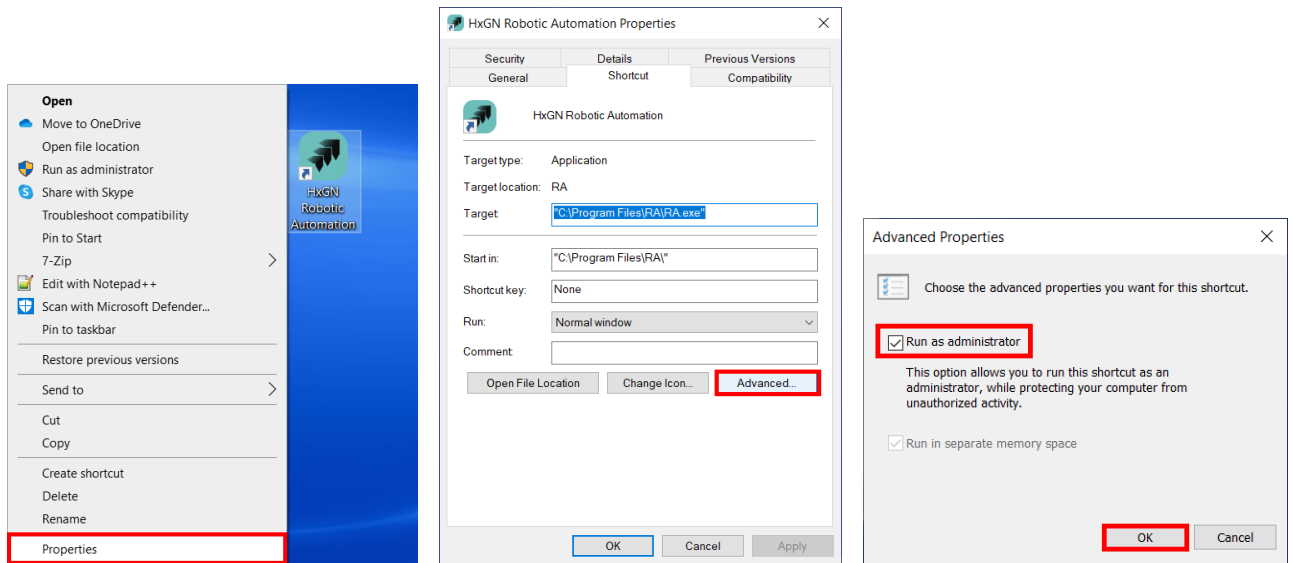 Open
Move to OneDrive
Open file location
Run as administrator
Share with Skype
Troubleshoot compatibility
Pin to Start
7-Zip
Edit with Notepad++
Scan with Microsoft Defender...
Pin to taskbar
Restore previous versions
Send to
Cut
Copy
Create shortcut
Delete
Rename
Properties
HxGN
Robotic
Automation
HxGN Robotic Automation Properties
Security Details Previous Versions
General Shortcut Compatibility
HxGN Robotic Automation
Target type: Application
Target location: RA
Target: "C:\Program Files\RA\RA.exe"
Start in: "C:\Program Files\RA\"
Shortcut key: None
Run: Normal window
Comment:
Open File Location Change Icon... Advanced...
OK Cancel Apply
Advanced Properties
Choose the advanced properties you want for this shortcut.
Run as administrator
This option allows you to run this shortcut as an
administrator, while protecting your computer from
unauthorized activity.
Run in separate memory space
OK Cancel